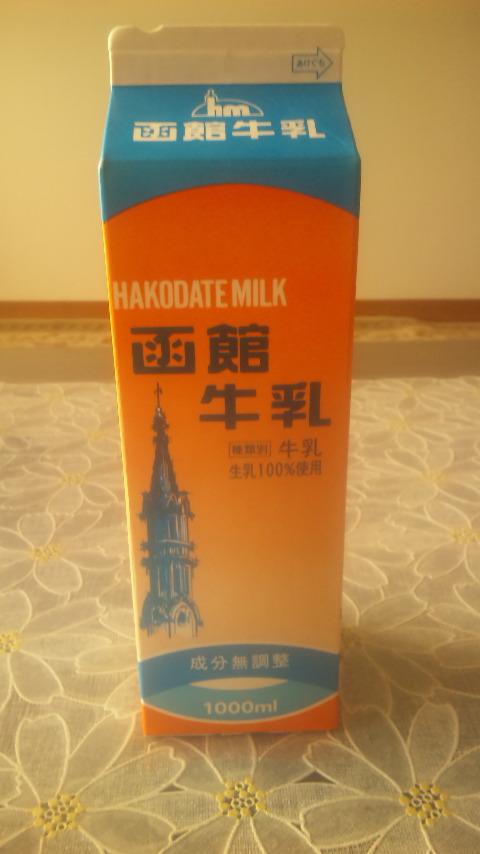 あけぐち
hm
函館牛乳
HAKODATE MILK
函館
牛乳
種類別 牛乳
生乳100%使用
成分無調整
1000ml